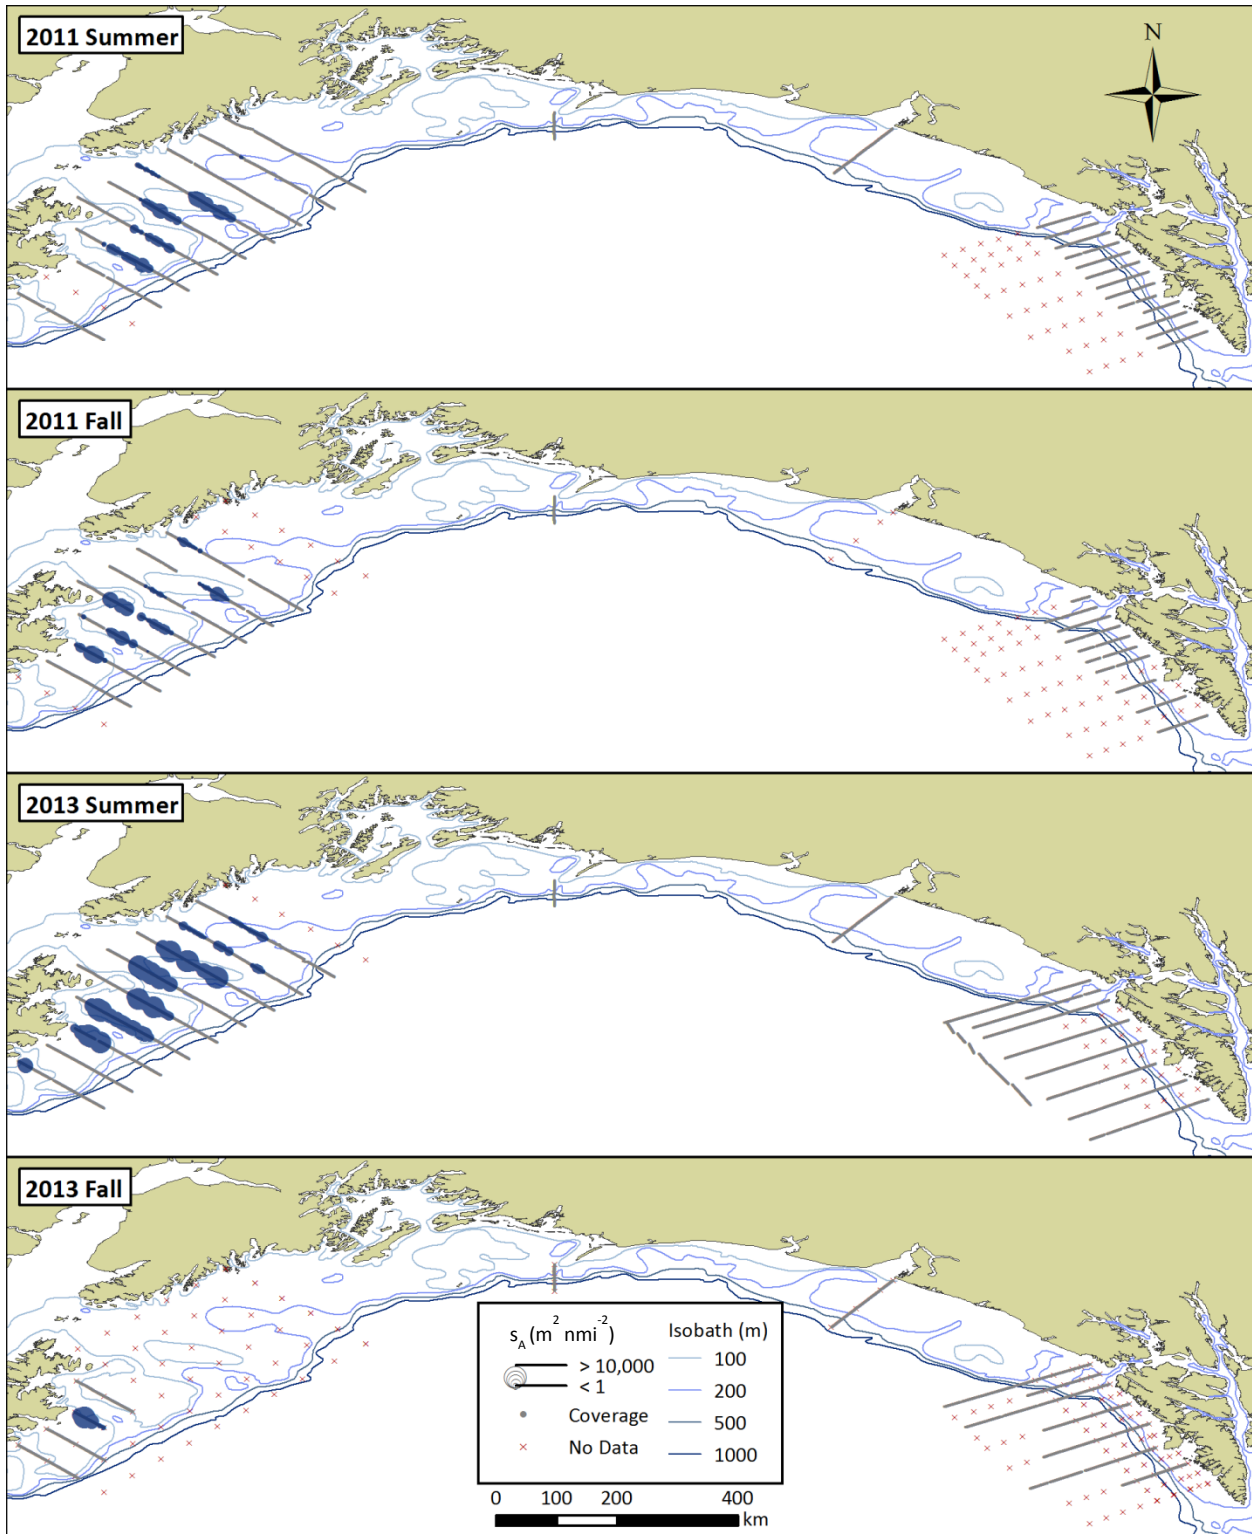 2011 Summer
N
2011 Fall
2013 Summer
2013 Fall
s_A (m² nmi⁻²)
> 10,000
< 1
Coverage
No Data
Isobath (m)
100
200
500
1000
0 100 200 400
km